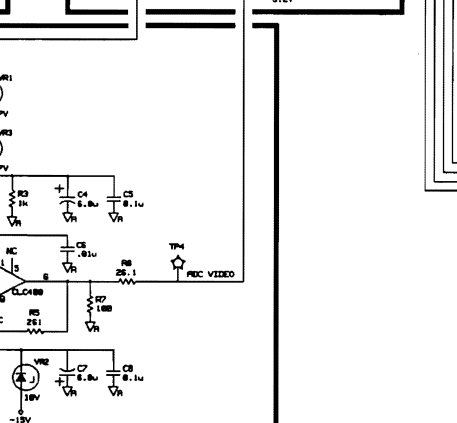 VR1
VR3
R3
1k
C4
6.8u
C5
0.1u
A
A
A
C6
.01u
A
NC
5
6
CLC400
R6
26.1
TP4
ADC VIDEO
R7
100
A
R5
261
VR2
10V
-15V
C7
6.8u
C8
0.1u
A
A